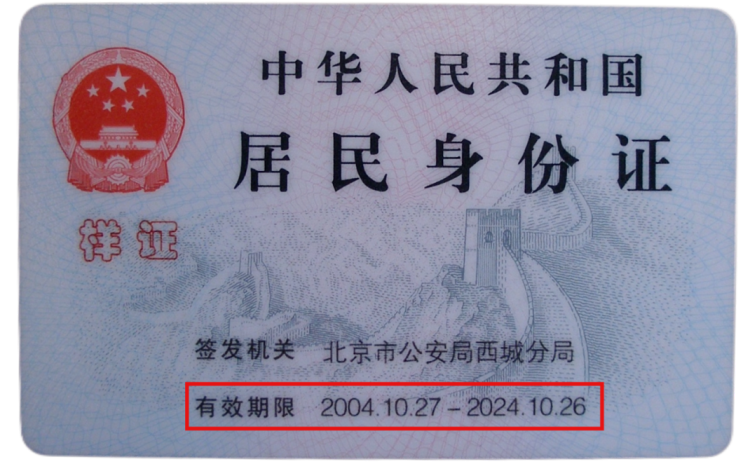 中华人民共和国
居民身份证
样证
签发机关 北京市公安局西城分局
有效期限 2004.10.27-2024.10.26